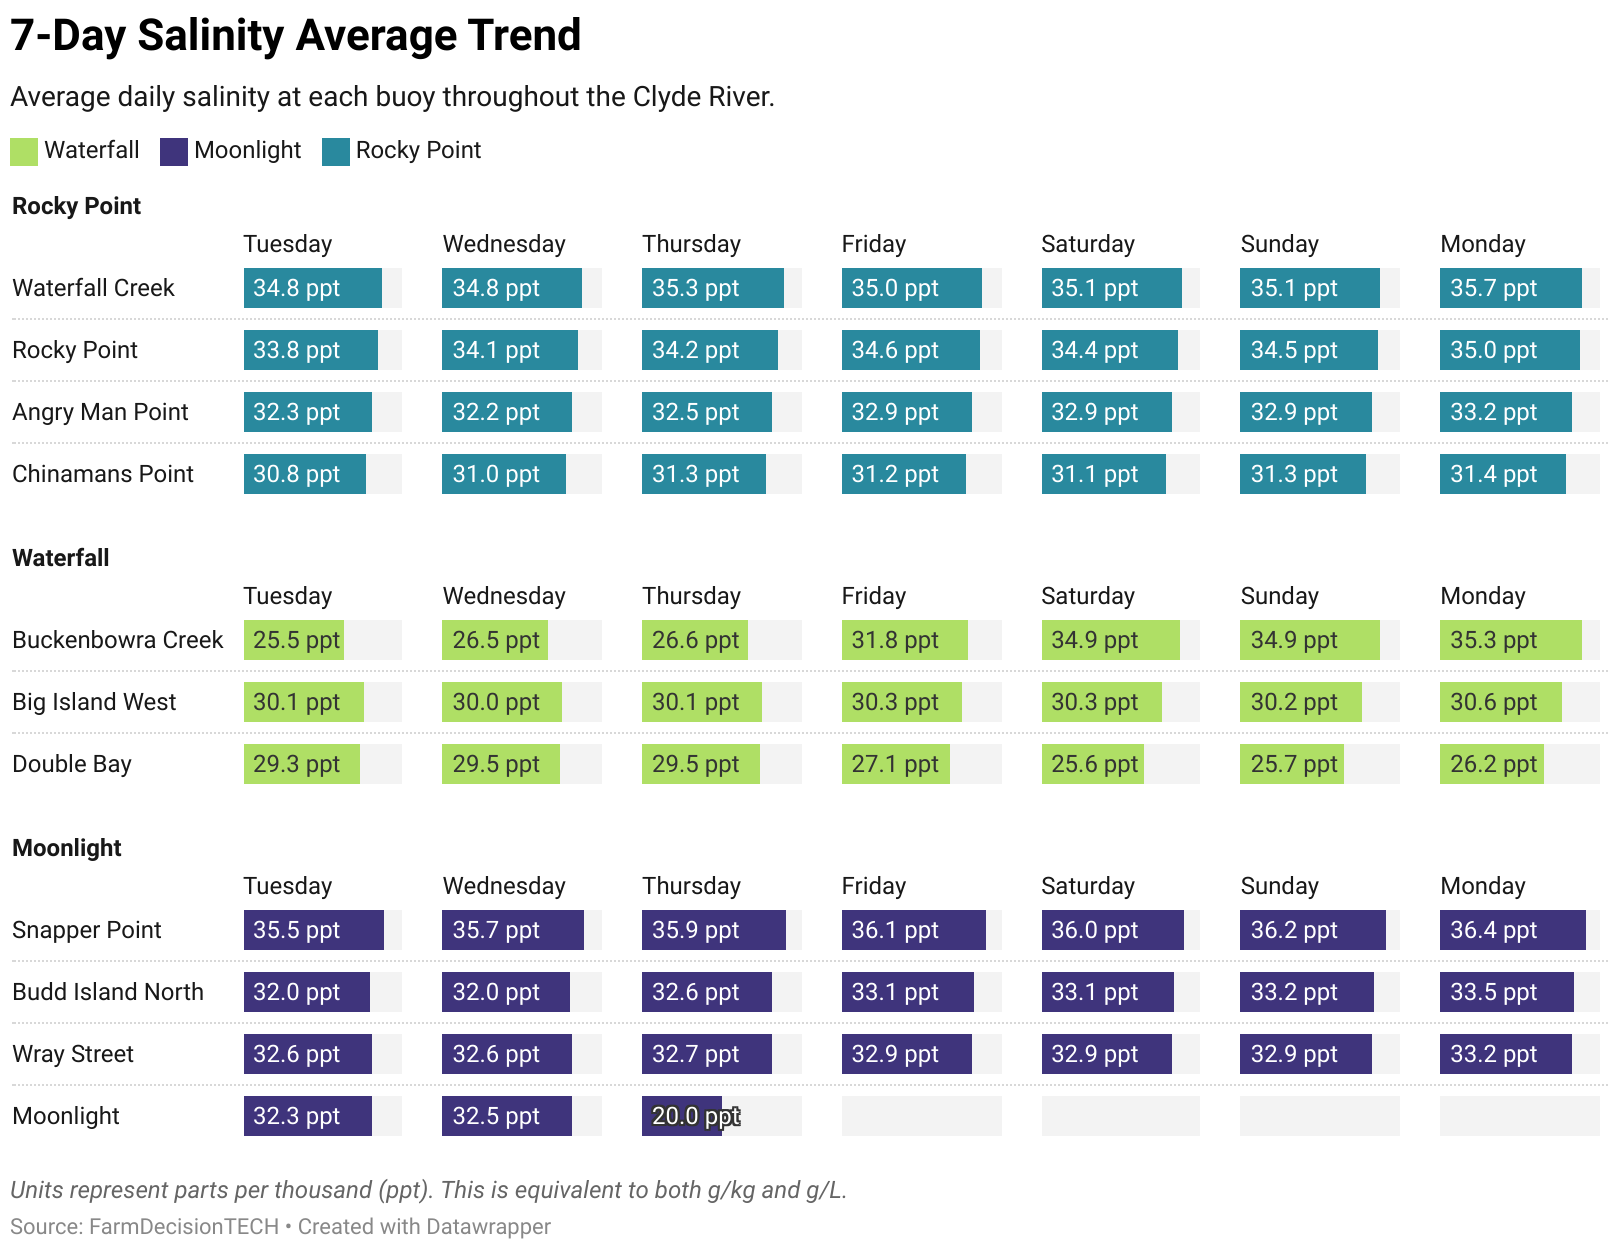 7-Day Salinity Average Trend
Average daily salinity at each buoy throughout the Clyde River.
Waterfall Moonlight Rocky Point
Rocky Point
Tuesday Wednesday Thursday Friday Saturday Sunday Monday
Waterfall Creek 34.8 ppt 34.8 ppt 35.3 ppt 35.0 ppt 35.1 ppt 35.1 ppt 35.7 ppt
Rocky Point 33.8 ppt 34.1 ppt 34.2 ppt 34.6 ppt 34.4 ppt 34.5 ppt 35.0 ppt
Angry Man Point 32.3 ppt 32.2 ppt 32.5 ppt 32.9 ppt 32.9 ppt 32.9 ppt 33.2 ppt
Chinamans Point 30.8 ppt 31.0 ppt 31.3 ppt 31.2 ppt 31.1 ppt 31.3 ppt 31.4 ppt
Waterfall
Tuesday Wednesday Thursday Friday Saturday Sunday Monday
Buckenbowra Creek 25.5 ppt 26.5 ppt 26.6 ppt 31.8 ppt 34.9 ppt 34.9 ppt 35.3 ppt
Big Island West 30.1 ppt 30.0 ppt 30.1 ppt 30.3 ppt 30.3 ppt 30.2 ppt 30.6 ppt
Double Bay 29.3 ppt 29.5 ppt 29.5 ppt 27.1 ppt 25.6 ppt 25.7 ppt 26.2 ppt
Moonlight
Tuesday Wednesday Thursday Friday Saturday Sunday Monday
Snapper Point 35.5 ppt 35.7 ppt 35.9 ppt 36.1 ppt 36.0 ppt 36.2 ppt 36.4 ppt
Budd Island North 32.0 ppt 32.0 ppt 32.6 ppt 33.1 ppt 33.1 ppt 33.2 ppt 33.5 ppt
Wray Street 32.6 ppt 32.6 ppt 32.7 ppt 32.9 ppt 32.9 ppt 32.9 ppt 33.2 ppt
Moonlight 32.3 ppt 32.5 ppt 20.0 ppt
Units represent parts per thousand (ppt). This is equivalent to both g/kg and g/L.
Source: FarmDecisionTECH • Created with Datawrapper